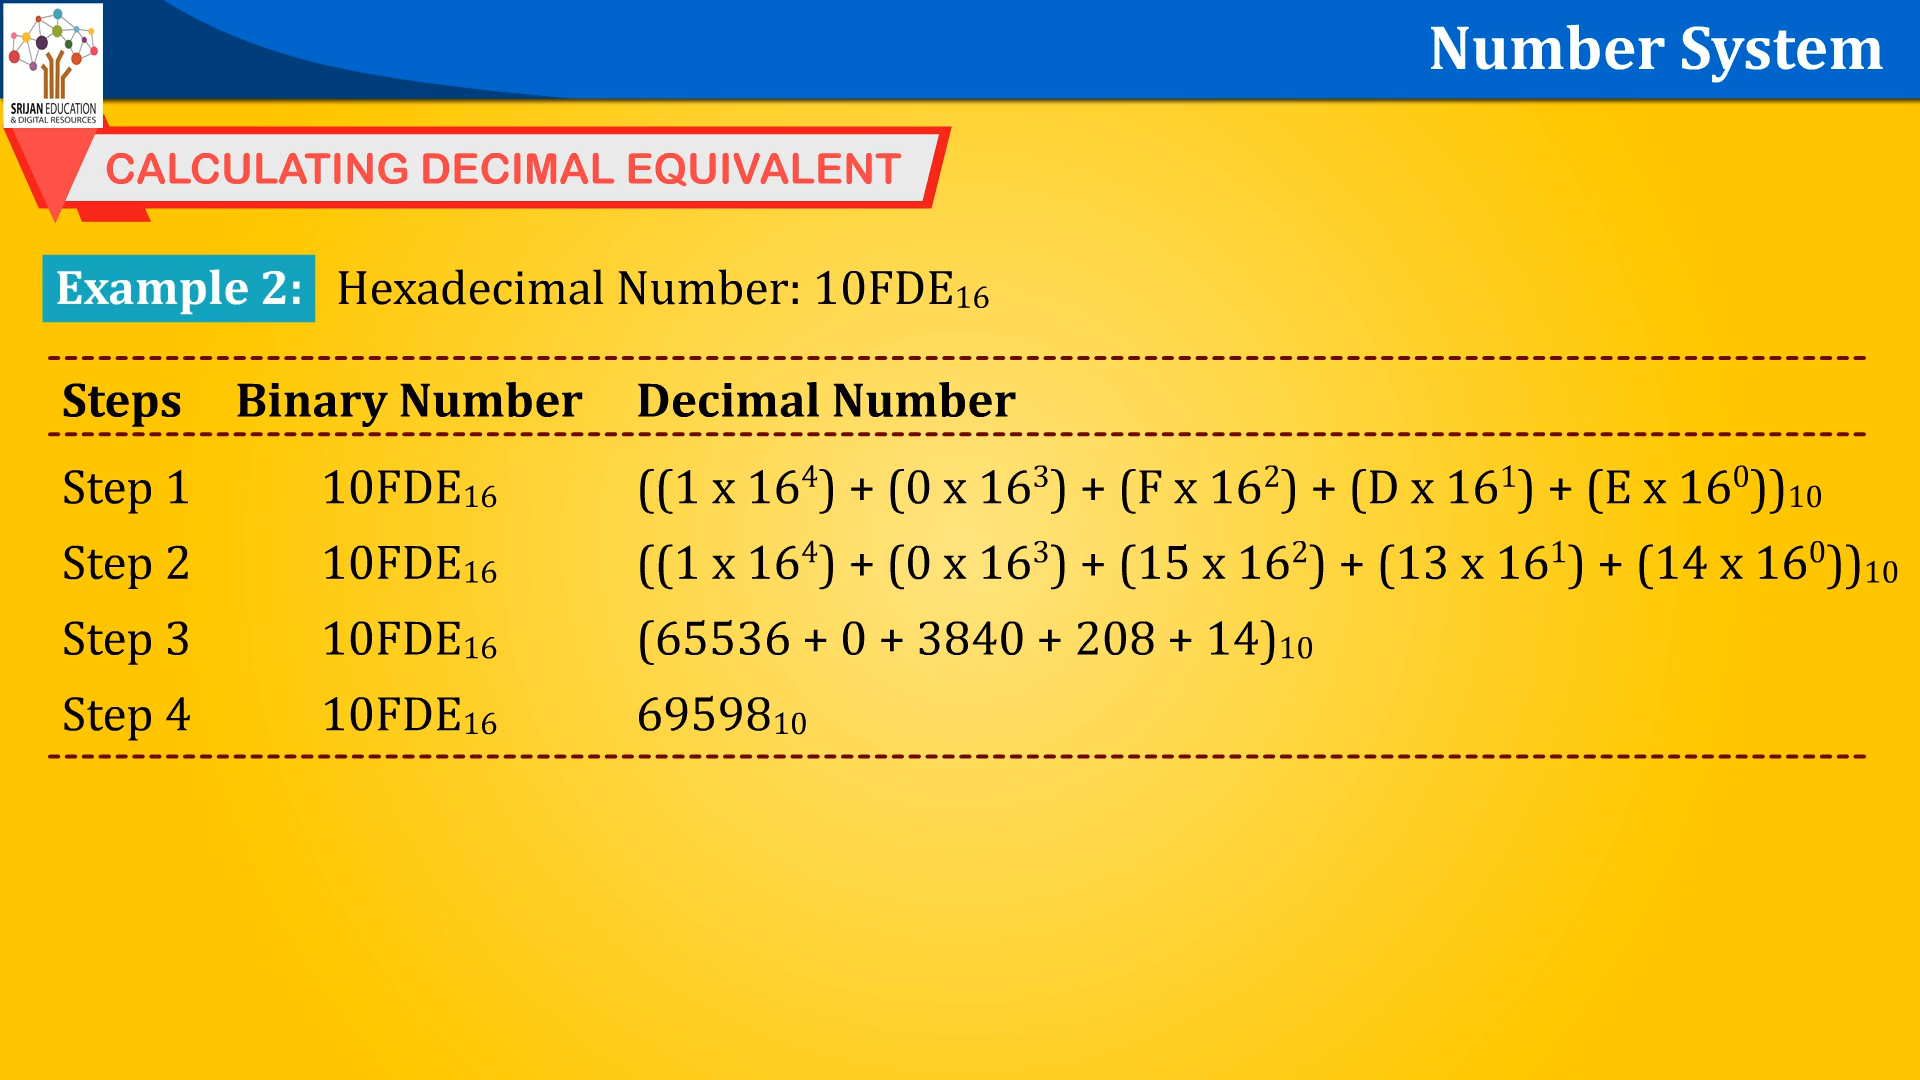 Number System
SRIJAN EDUCATION
& DIGITAL RESOURCES
CALCULATING DECIMAL EQUIVALENT
Example 2: Hexadecimal Number: 10FDE₁₆
Steps Binary Number Decimal Number
Step 1 10FDE₁₆ ((1 x 16⁴) + (0 x 16³) + (F x 16²) + (D x 16¹) + (E x 16⁰))₁₀
Step 2 10FDE₁₆ ((1 x 16⁴) + (0 x 16³) + (15 x 16²) + (13 x 16¹) + (14 x 16⁰))₁₀
Step 3 10FDE₁₆ (65536 + 0 + 3840 + 208 + 14)₁₀
Step 4 10FDE₁₆ 69598₁₀